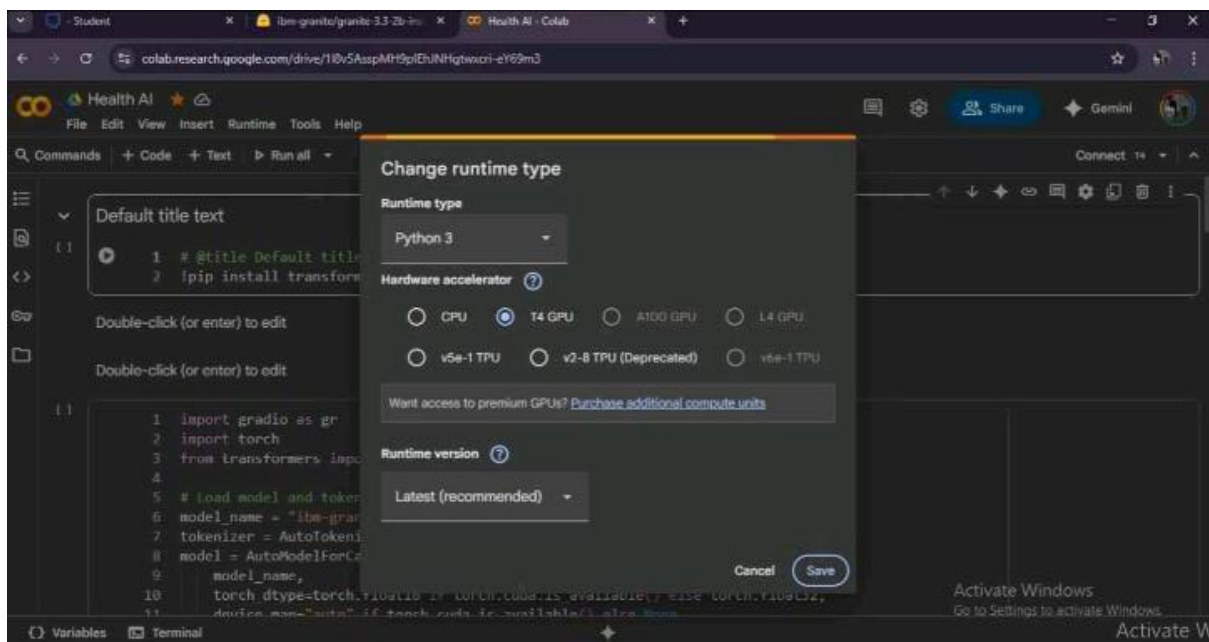 - Student
ibm-granite/granite-3.3-2b-ins
Health AI - Colab
colab.research.google.com/drive/
Health AI
File Edit View Insert Runtime Tools Help
Share
Gemini
Commands + Code + Text Run all
Connect T4
Change runtime type
Runtime type
Python 3
Hardware accelerator
CPU T4 GPU A100 GPU L4 GPU
v5e-1 TPU v2-8 TPU (Deprecated) v6e-1 TPU
Want access to premium GPUs? Purchase additional compute units
Runtime version
Latest (recommended)
Cancel Save
Default title text
[ ]
1 # @title Default title
2 !pip install transform
Double-click (or enter) to edit
Double-click (or enter) to edit
[ ]
1 import gradio as gr
2 import torch
3 from transformers impo
4
5 # Load model and token
6 model_name = "ibm-gran
7 tokenizer = AutoTokeni
8 model = AutoModelForCa
9 model_name,
10 torch_dtype=torch.float16 if torch.cuda.is_available() else torch.float32,
11 device_map="auto" if torch.cuda.is_available() else None
Activate Windows
Go to Settings to activate Windows.
Variables Terminal
Activate W